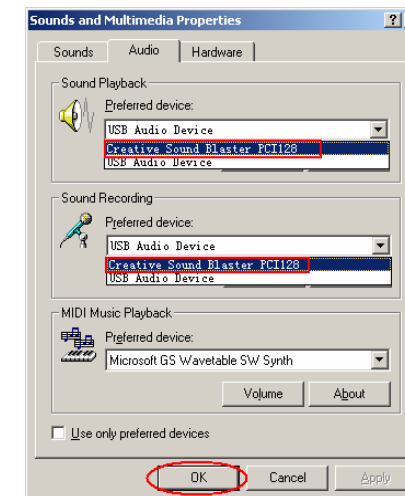 Sounds and Multimedia Properties ?
Sounds Audio Hardware
Sound Playback
Preferred device:
USB Audio Device
Creative Sound Blaster PCI128
USB Audio Device
Sound Recording
Preferred device:
USB Audio Device
Creative Sound Blaster PCI128
USB Audio Device
MIDI Music Playback
Preferred device:
Microsoft GS Wavetable SW Synth
Volume About
Use only preferred devices
OK Cancel Apply